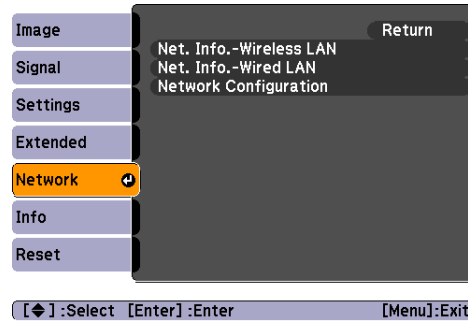 Image
Signal
Settings
Extended
Network
Info
Reset
Return
Net. Info.-Wireless LAN
Net. Info.-Wired LAN
Network Configuration
[◆] :Select [Enter] :Enter [Menu]:Exit